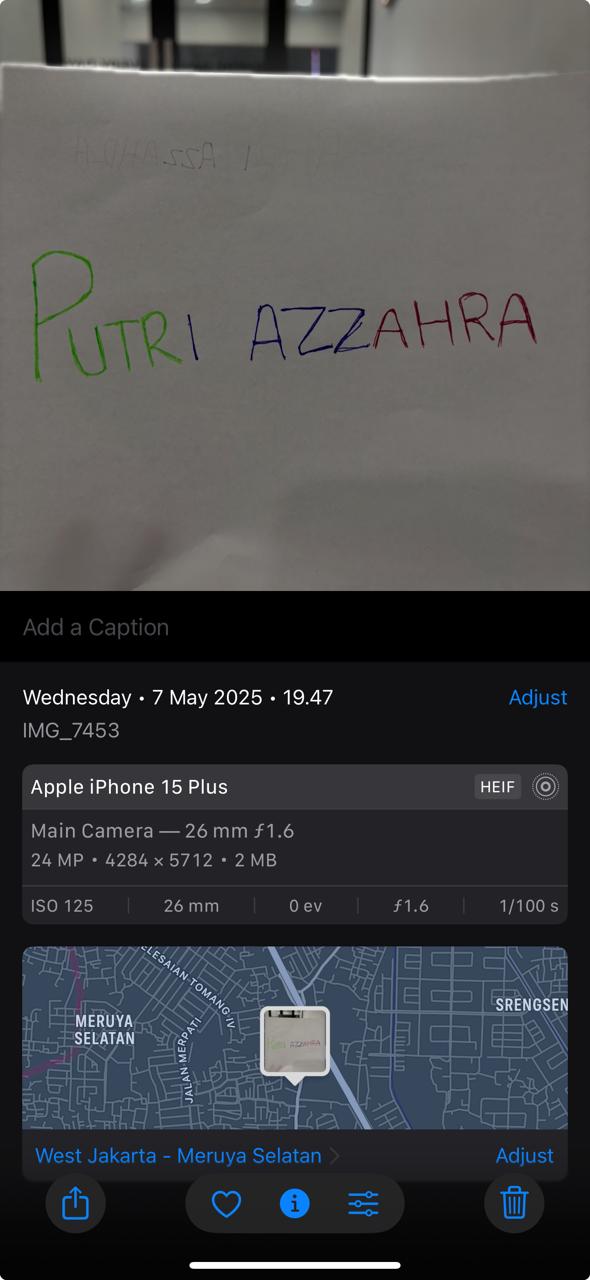 PUTRI AZZAHRA
Add a Caption
Wednesday • 7 May 2025 • 19.47
Adjust
IMG_7453
Apple iPhone 15 Plus
HEIF
Main Camera — 26 mm ƒ1.6
24 MP • 4284 × 5712 • 2 MB
ISO 125 | 26 mm | 0 ev | ƒ1.6 | 1/100 s
ELESAIAN TOMANG IV
MERUYA
SELATAN
JALAN MERPATI
SRENGSEN
West Jakarta - Meruya Selatan
Adjust